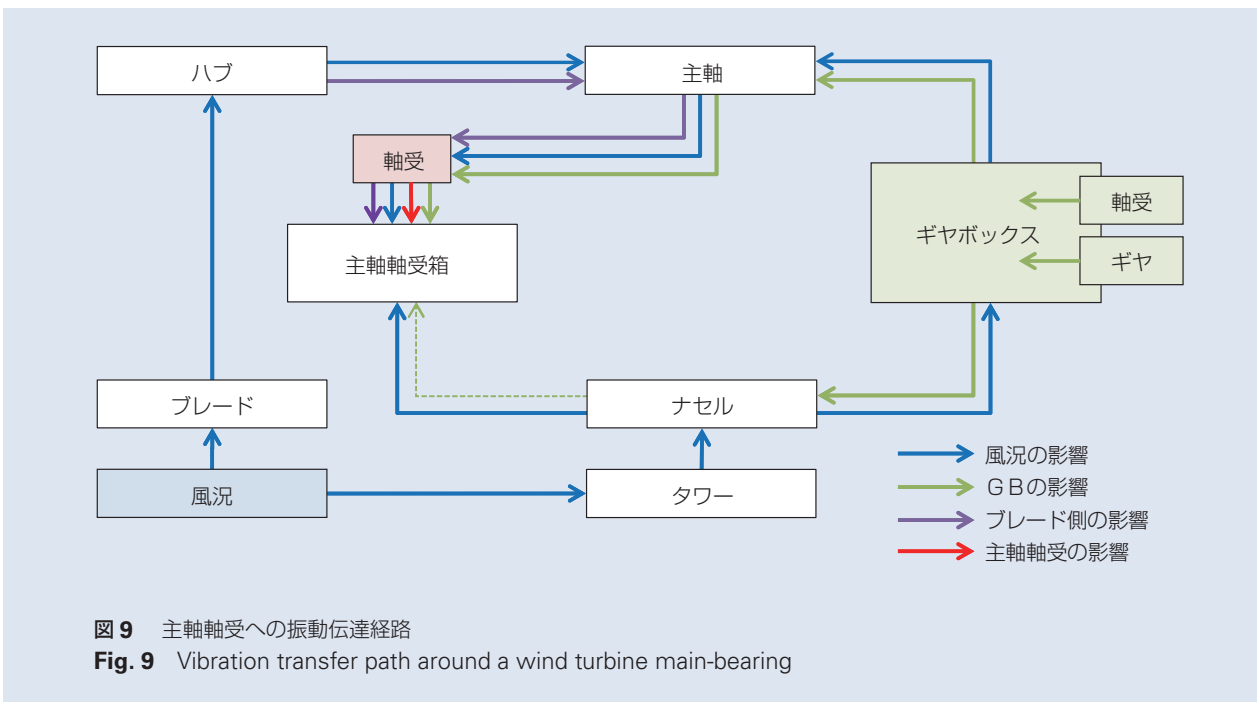 ハブ
主軸
軸受
軸受
ギヤボックス
ギヤ
主軸軸受箱
ブレード
ナセル
風況
タワー
風況の影響
ＧＢの影響
ブレード側の影響
主軸軸受の影響
図9 主軸軸受への振動伝達経路
Fig. 9 Vibration transfer path around a wind turbine main-bearing